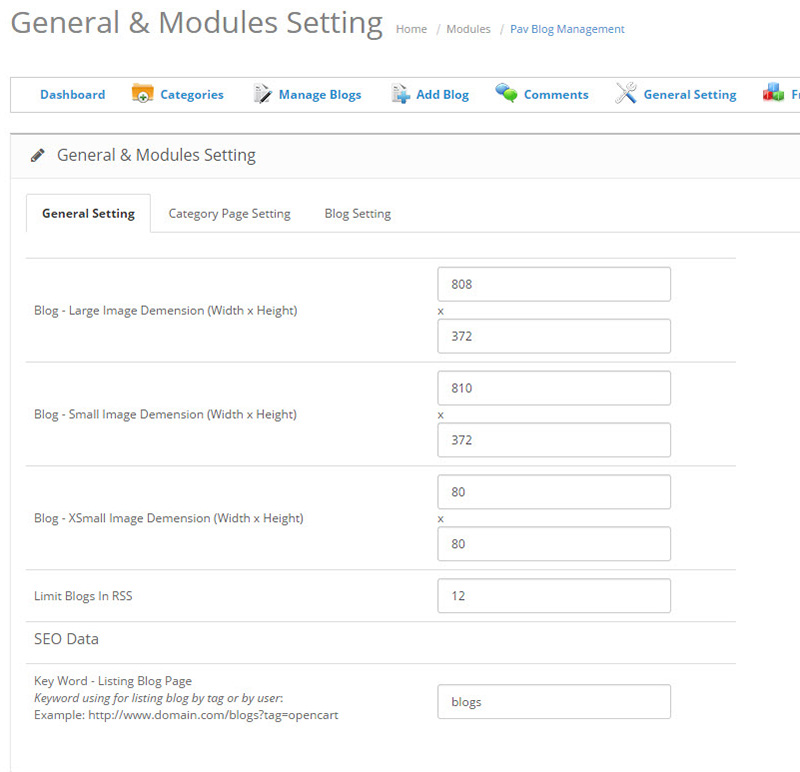 General & Modules Setting Home / Modules / Pav Blog Management
Dashboard Categories Manage Blogs Add Blog Comments General Setting
General & Modules Setting
General Setting Category Page Setting Blog Setting
808
Blog - Large Image Demension (Width x Height) x
372
810
Blog - Small Image Demension (Width x Height) x
372
80
Blog - XSmall Image Demension (Width x Height) x
80
Limit Blogs In RSS 12
SEO Data
Key Word - Listing Blog Page
Keyword using for listing blog by tag or by user:
blogs
Example: http://www.domain.com/blogs?tag=opencart